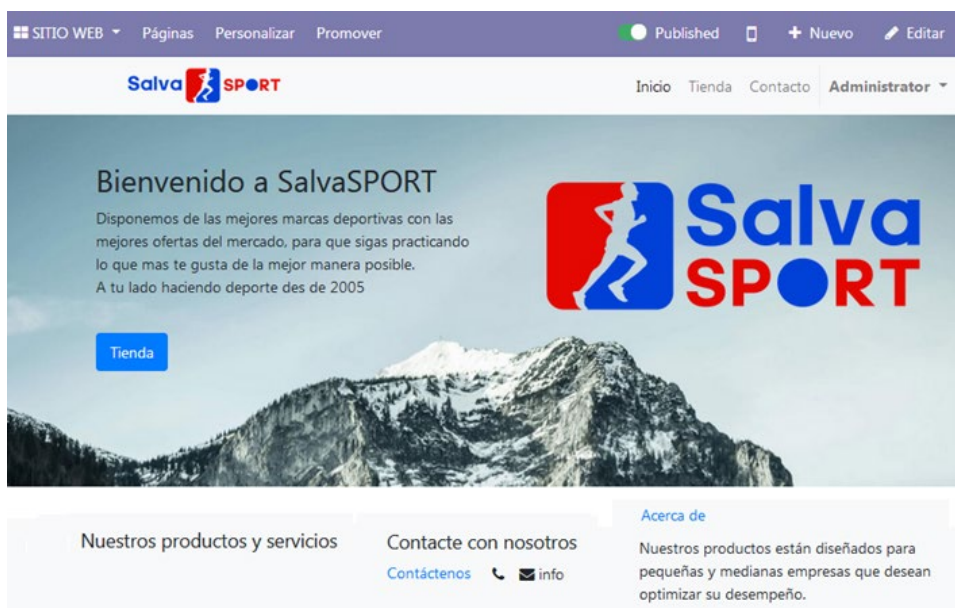 SITIO WEB Páginas Personalizar Promover Published Nuevo Editar
Salva SPORT Inicio Tienda Contacto Administrator
Bienvenido a SalvaSPORT
Disponemos de las mejores marcas deportivas con las
mejores ofertas del mercado, para que sigas practicando
lo que mas te gusta de la mejor manera posible.
A tu lado haciendo deporte des de 2005
Tienda
Salva
SPORT
Nuestros productos y servicios
Contacte con nosotros
Contáctenos info
Acerca de
Nuestros productos están diseñados para
pequeñas y medianas empresas que desean
optimizar su desempeño.